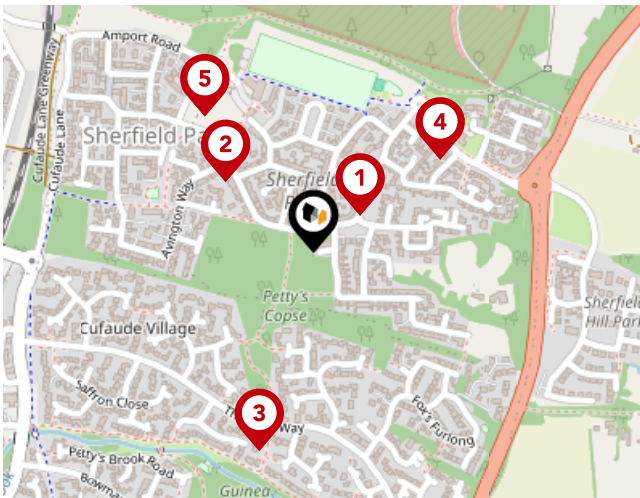 Amport Road
5
Cufaude Lane Greenway
Cufaude Lane
4
Sherfield Pa
2
Sherfield
1
Avington Way
Petty's
Copse
Sherfield
Hill Park
Cufaude Village
Saffron Close
3
Th
Way
Fox's Furlong
Petty's Brook Road
Guinea